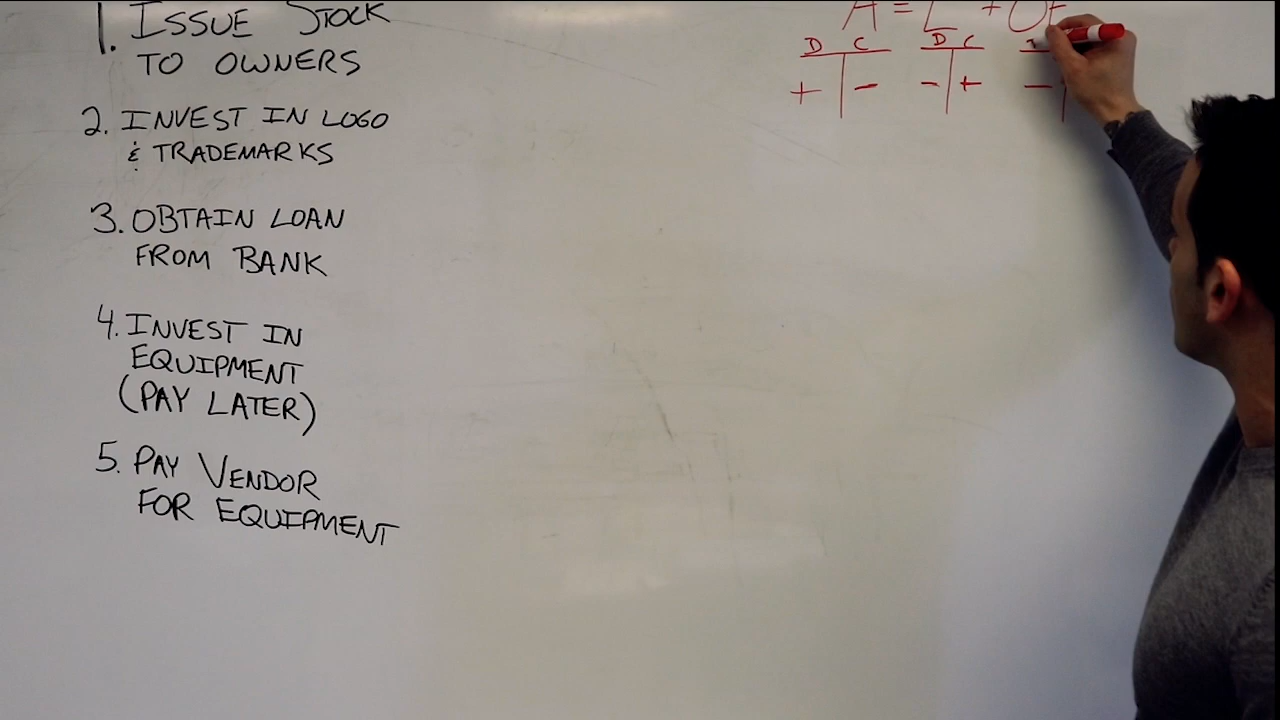 1. ISSUE STOCK
TO OWNERS
2. INVEST IN LOGO
& TRADEMARKS
3. OBTAIN LOAN
FROM BANK
4. INVEST IN
EQUIPMENT
(PAY LATER)
5. PAY VENDOR
FOR EQUIPMENT
A = L + OE
D C D C
+ - - + -